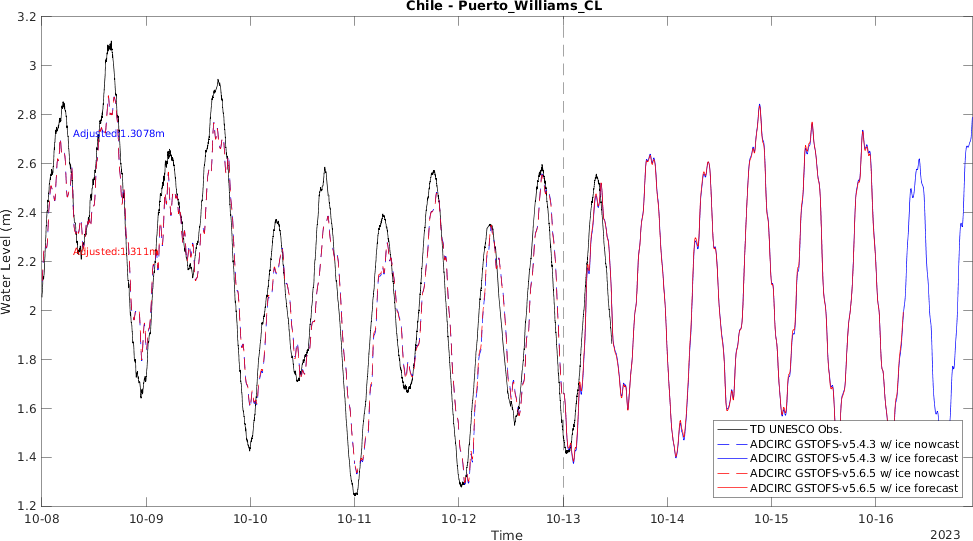 Chile - Puerto_Williams_CL
3.2
3
2.8
2.6
2.4
2.2
2
1.8
1.6
1.4
1.2
Water Level (m)
Adjusted:1.3078m
Adjusted:1.311m
TD UNESCO Obs.
ADCIRC GSTOFS-v5.4.3 w/ ice nowcast
ADCIRC GSTOFS-v5.4.3 w/ ice forecast
ADCIRC GSTOFS-v5.6.5 w/ ice nowcast
ADCIRC GSTOFS-v5.6.5 w/ ice forecast
10-08 10-09 10-10 10-11 10-12 10-13 10-14 10-15 10-16
Time
2023